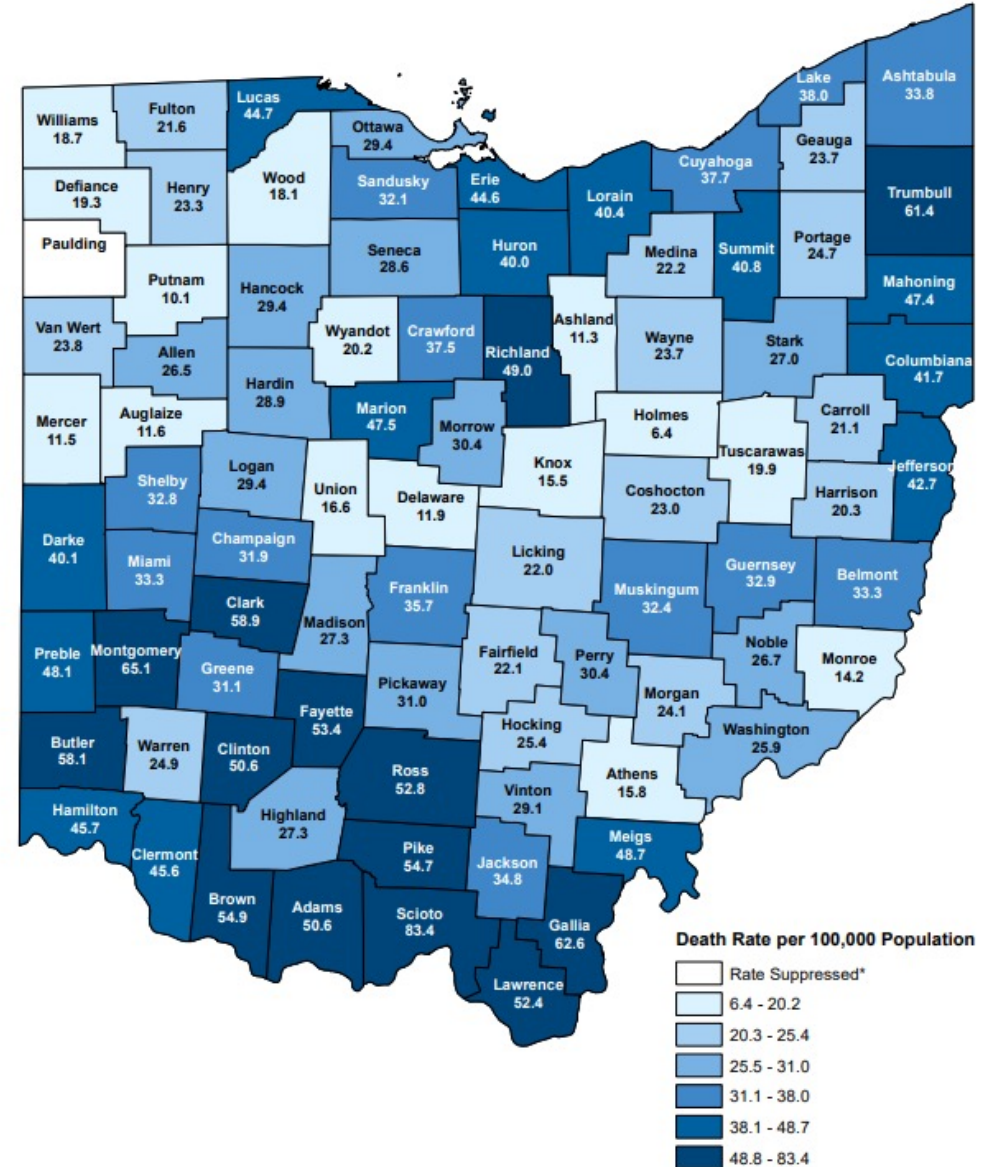 Lake
38.0
Ashtabula
33.8
Lucas
44.7
Fulton
21.6
Williams
18.7
Ottawa
29.4
Geauga
23.7
Cuyahoga
37.7
Wood
18.1
Sandusky
32.1
Erie
44.6
Defiance
19.3
Henry
23.3
Lorain
40.4
Trumbull
61.4
Paulding
Seneca
28.6
Huron
40.0
Medina
22.2
Summit
40.8
Portage
24.7
Putnam
10.1
Hancock
29.4
Mahoning
47.4
Van Wert
23.8
Allen
26.5
Wyandot
20.2
Crawford
37.5
Richland
49.0
Ashland
11.3
Wayne
23.7
Stark
27.0
Columbiana
41.7
Hardin
28.9
Mercer
11.5
Auglaize
11.6
Marion
47.5
Morrow
30.4
Holmes
6.4
Carroll
21.1
Tuscarawas
19.9
Shelby
32.8
Logan
29.4
Union
16.6
Delaware
11.9
Knox
15.5
Coshocton
23.0
Harrison
20.3
Jefferson
42.7
Darke
40.1
Miami
33.3
Champaign
31.9
Licking
22.0
Franklin
35.7
Muskingum
32.4
Guernsey
32.9
Belmont
33.3
Clark
58.9
Madison
27.3
Preble
48.1
Montgomery
65.1
Greene
31.1
Fairfield
22.1
Perry
30.4
Noble
26.7
Monroe
14.2
Pickaway
31.0
Morgan
24.1
Fayette
53.4
Hocking
25.4
Washington
25.9
Butler
58.1
Warren
24.9
Clinton
50.6
Ross
52.8
Athens
15.8
Vinton
29.1
Hamilton
45.7
Highland
27.3
Meigs
48.7
Clermont
45.6
Pike
54.7
Jackson
34.8
Brown
54.9
Adams
50.6
Scioto
83.4
Gallia
62.6
Lawrence
52.4
Death Rate per 100,000 Population
Rate Suppressed*
6.4 - 20.2
20.3 - 25.4
25.5 - 31.0
31.1 - 38.0
38.1 - 48.7
48.8 - 83.4